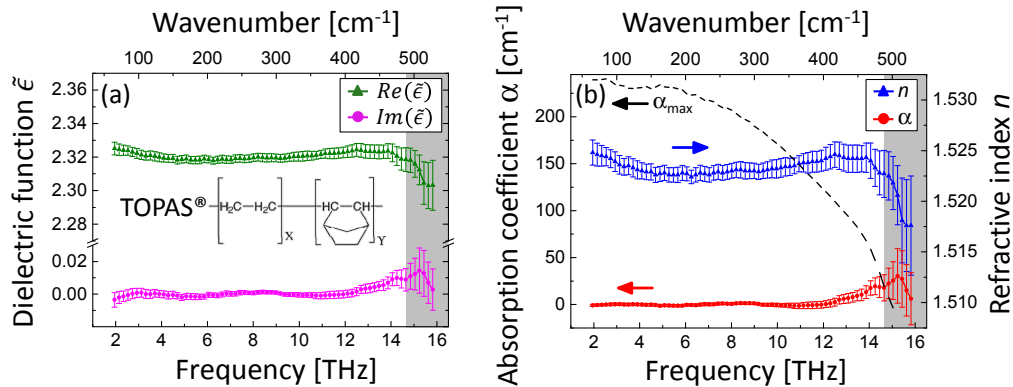 Wavenumber [cm⁻¹]
100 200 300 400 500
(a)
Re(ε̃)
Im(ε̃)
Dielectric function ε̃
2.36
2.34
2.32
2.30
2.28
0.02
0.00
TOPAS®
H₂C—CH₂
X
HC—CH
Y
2 4 6 8 10 12 14 16
Frequency [THz]
Wavenumber [cm⁻¹]
100 200 300 400 500
(b)
α_max
n
α
Absorption coefficient α [cm⁻¹]
200
150
100
50
0
1.530
1.525
1.520
1.515
1.510
Refractive index n
2 4 6 8 10 12 14 16
Frequency [THz]